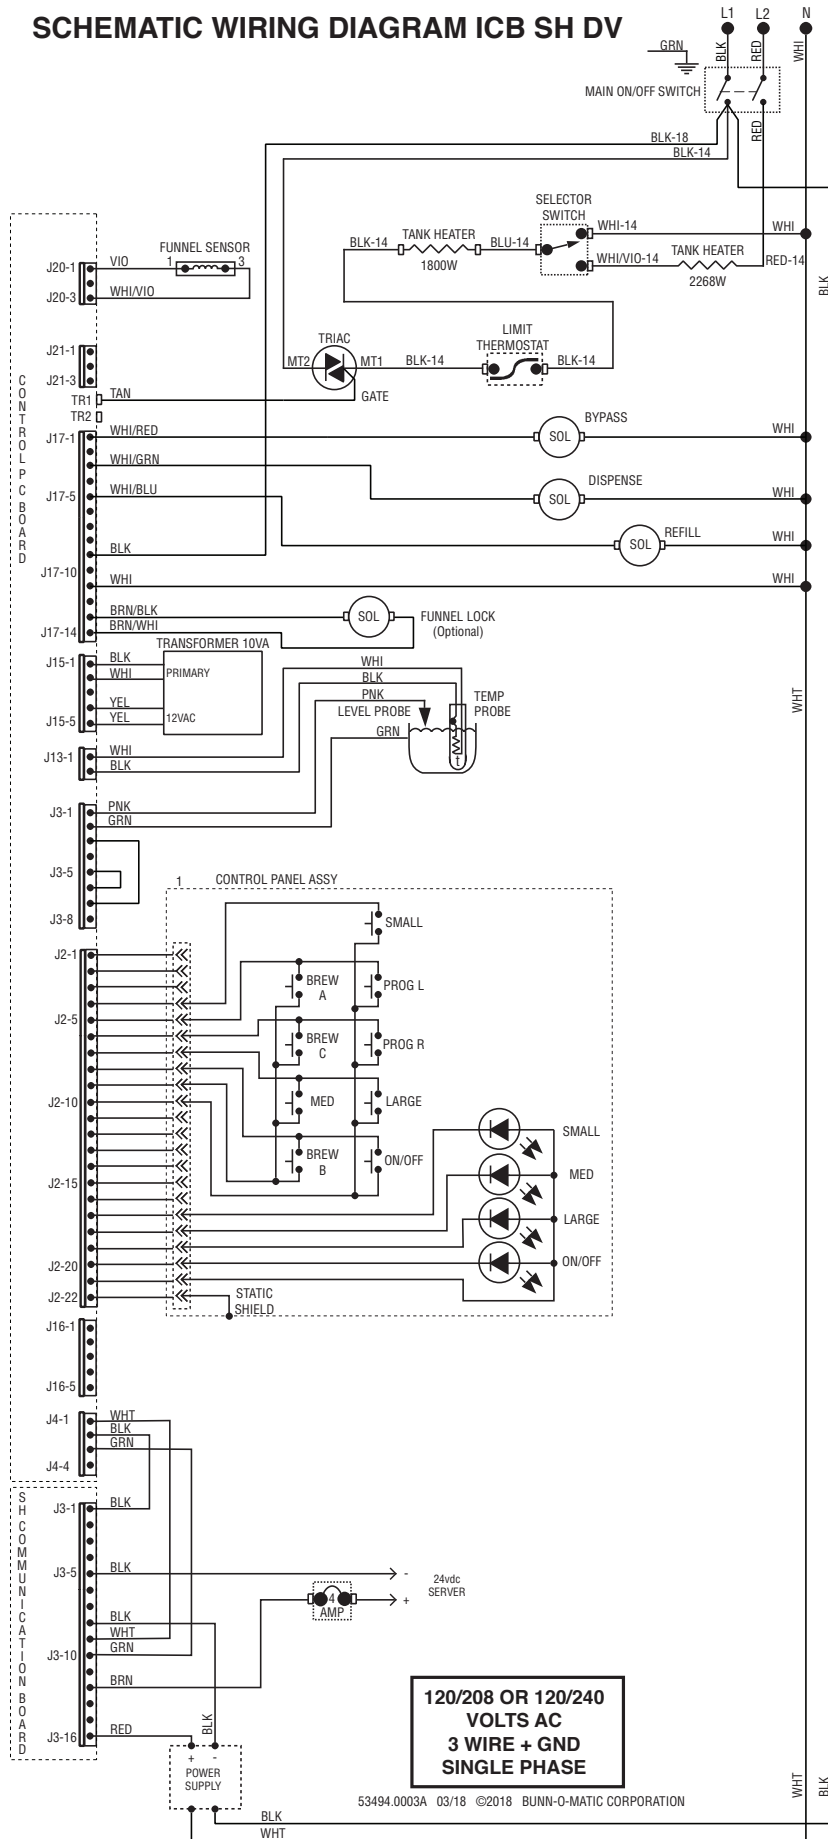 SCHEMATIC WIRING DIAGRAM ICB SH DV
L1 L2 N
GRN
BLK
RED
WHI
MAIN ON/OFF SWITCH
RED
BLK-18
BLK-14
SELECTOR
SWITCH
WHI-14
WHI
BLK-14
TANK HEATER
1800W
BLU-14
WHI/VIO-14
TANK HEATER
2268W
RED-14
BLK
J20-1
VIO
1
FUNNEL SENSOR
3
J20-3
WHI/VIO
TRIAC
MT2
MT1
BLK-14
LIMIT
THERMOSTAT
BLK-14
GATE
J21-1
J21-3
CONTROL PC BOARD
TR1
TAN
TR2
J17-1
WHI/RED
SOL
BYPASS
WHI
WHI/GRN
J17-5
WHI/BLU
SOL
DISPENSE
WHI
SOL
REFILL
WHI
BLK
J17-10
WHI
WHI
BRN/BLK
SOL
FUNNEL LOCK
(Optional)
J17-14
BRN/WHI
TRANSFORMER 10VA
J15-1
BLK
WHI
PRIMARY
YEL
J15-5
YEL
12VAC
WHI
BLK
PNK
LEVEL PROBE
TEMP
PROBE
GRN
t
WHT
J13-1
WHI
BLK
J3-1
PNK
GRN
J3-5
J3-8
1
CONTROL PANEL ASSY
SMALL
J2-1
BREW
A
PROG L
J2-5
BREW
C
PROG R
J2-10
MED
LARGE
BREW
B
ON/OFF
J2-15
SMALL
MED
LARGE
ON/OFF
J2-20
J2-22
STATIC
SHIELD
J16-1
J16-5
J4-1
WHT
BLK
GRN
J4-4
SH COMMUNICATION BOARD
J3-1
BLK
J3-5
BLK
-
24vdc
SERVER
+
4
AMP
BLK
WHT
J3-10
GRN
BRN
J3-16
RED
BLK
+ -
POWER
SUPPLY
120/208 OR 120/240
VOLTS AC
3 WIRE + GND
SINGLE PHASE
53494.0003A 03/18 ©2018 BUNN-O-MATIC CORPORATION
WHT
BLK
BLK
WHT